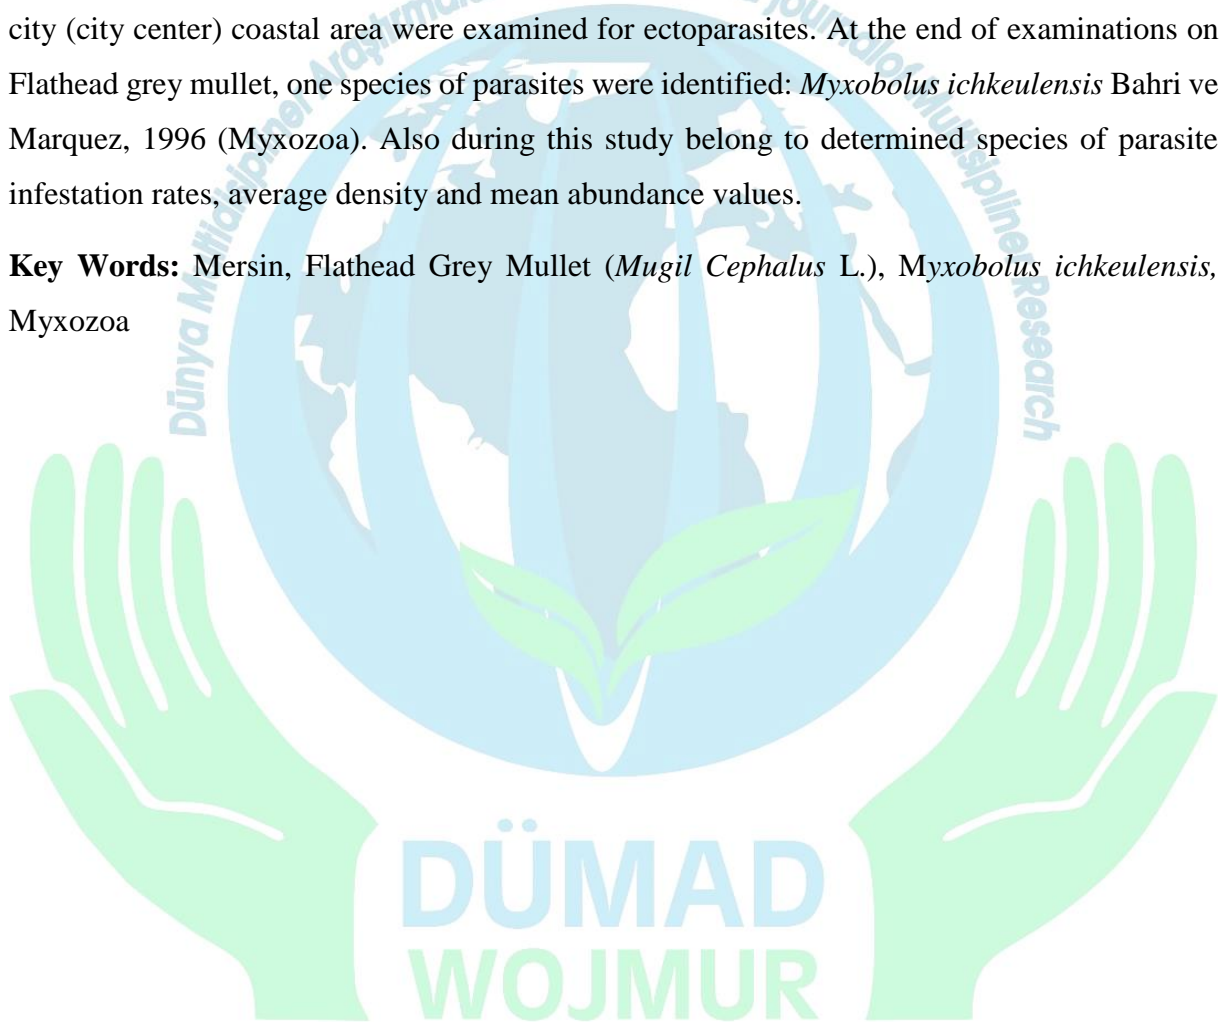 city (city center) coastal area were examined for ectoparasites. At the end of examinations on
Flathead grey mullet, one species of parasites were identified: Myxobolus ichkeulensis Bahri ve
Marquez, 1996 (Myxozoa). Also during this study belong to determined species of parasite
infestation rates, average density and mean abundance values.
Key Words: Mersin, Flathead Grey Mullet (Mugil Cephalus L.), Myxobolus ichkeulensis,
Myxozoa
Dünya
Research
DÜMAD
WOJMUR